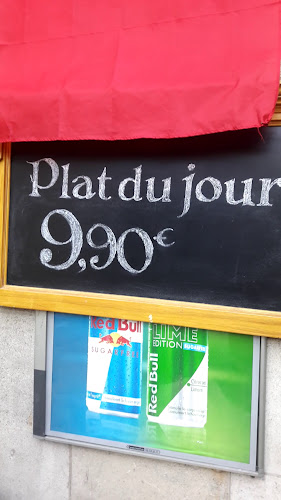 Plat du jour
9,90€
Red Bull
SUGARFREE
LIME
EDITION
Red Bull